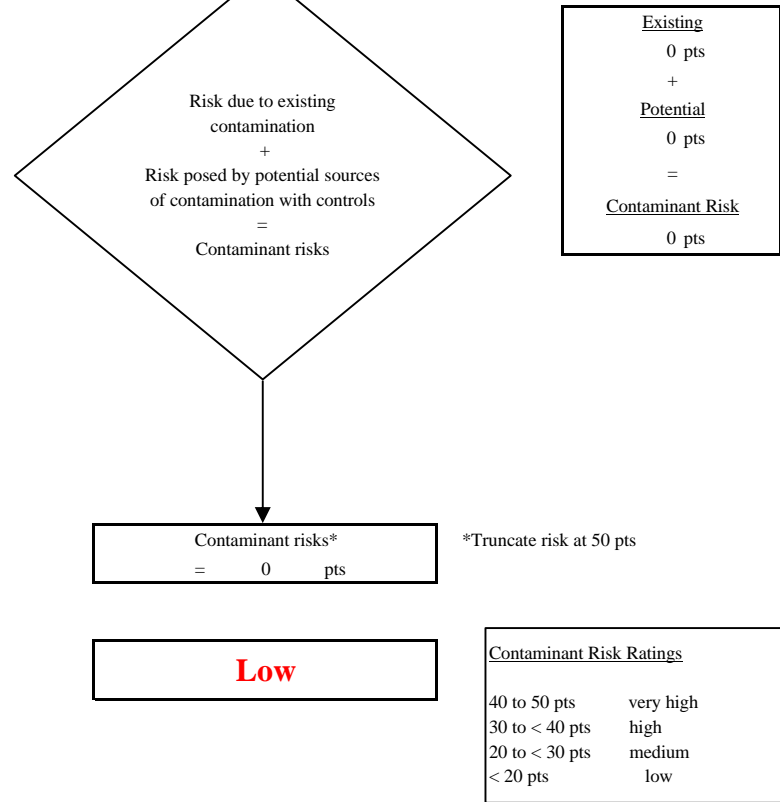 Existing
0 pts
+
Potential
0 pts
=
Contaminant Risk
0 pts
Risk due to existing
contamination
+
Risk posed by potential sources
of contamination with controls
=
Contaminant risks
Contaminant risks*
= 0 pts
*Truncate risk at 50 pts
Low
Contaminant Risk Ratings
40 to 50 pts very high
30 to < 40 pts high
20 to < 30 pts medium
< 20 pts low